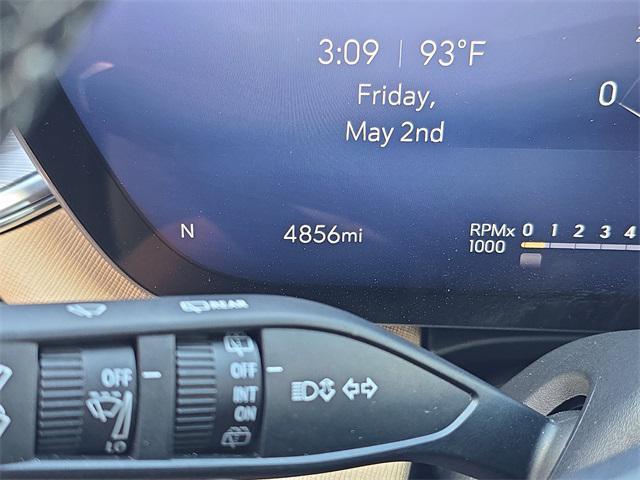 3:09 | 93°F
Friday,
May 2nd
0
N
4856mi
RPMx 0 1 2 3 4
1000
REAR
OFF
OFF
INT
ON
LO